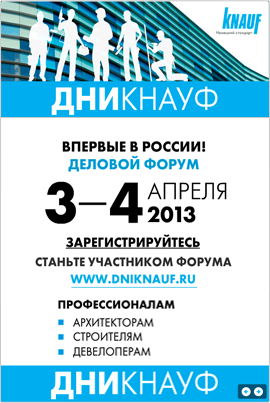 KNAUF
Немецкий стандарт
ДНИКНАУФ
ВПЕРВЫЕ В РОССИИ!
ДЕЛОВОЙ ФОРУМ
3—4 АПРЕЛЯ
2013
ЗАРЕГИСТРИРУЙТЕСЬ
СТАНЬТЕ УЧАСТНИКОМ ФОРУМА
WWW.DNIKNAUF.RU
ПРОФЕССИОНАЛАМ
АРХИТЕКТОРАМ
СТРОИТЕЛЯМ
ДЕВЕЛОПЕРАМ
ДНИКНАУФ